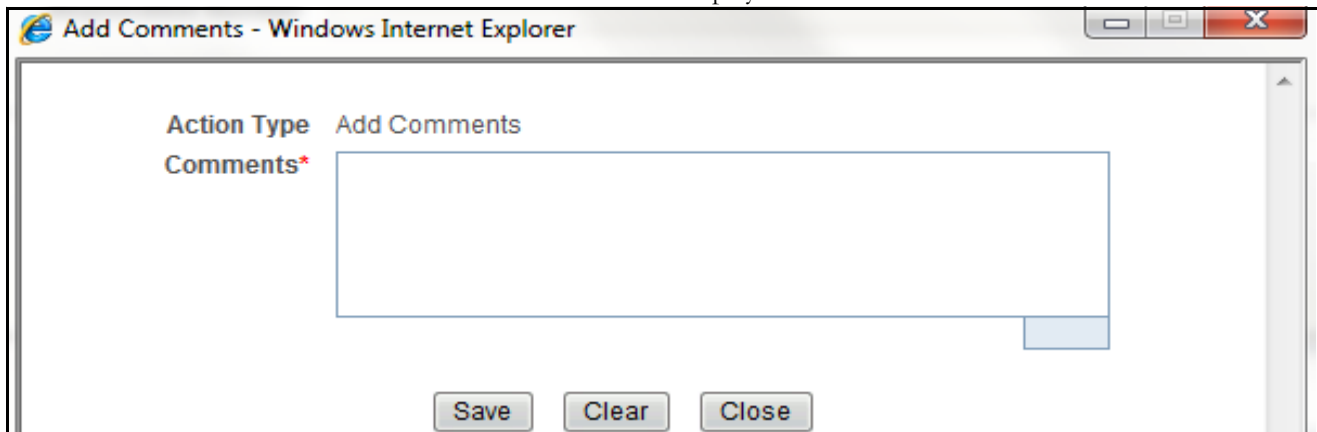 Add Comments - Windows Internet Explorer
Action Type Add Comments
Comments*
Save Clear Close